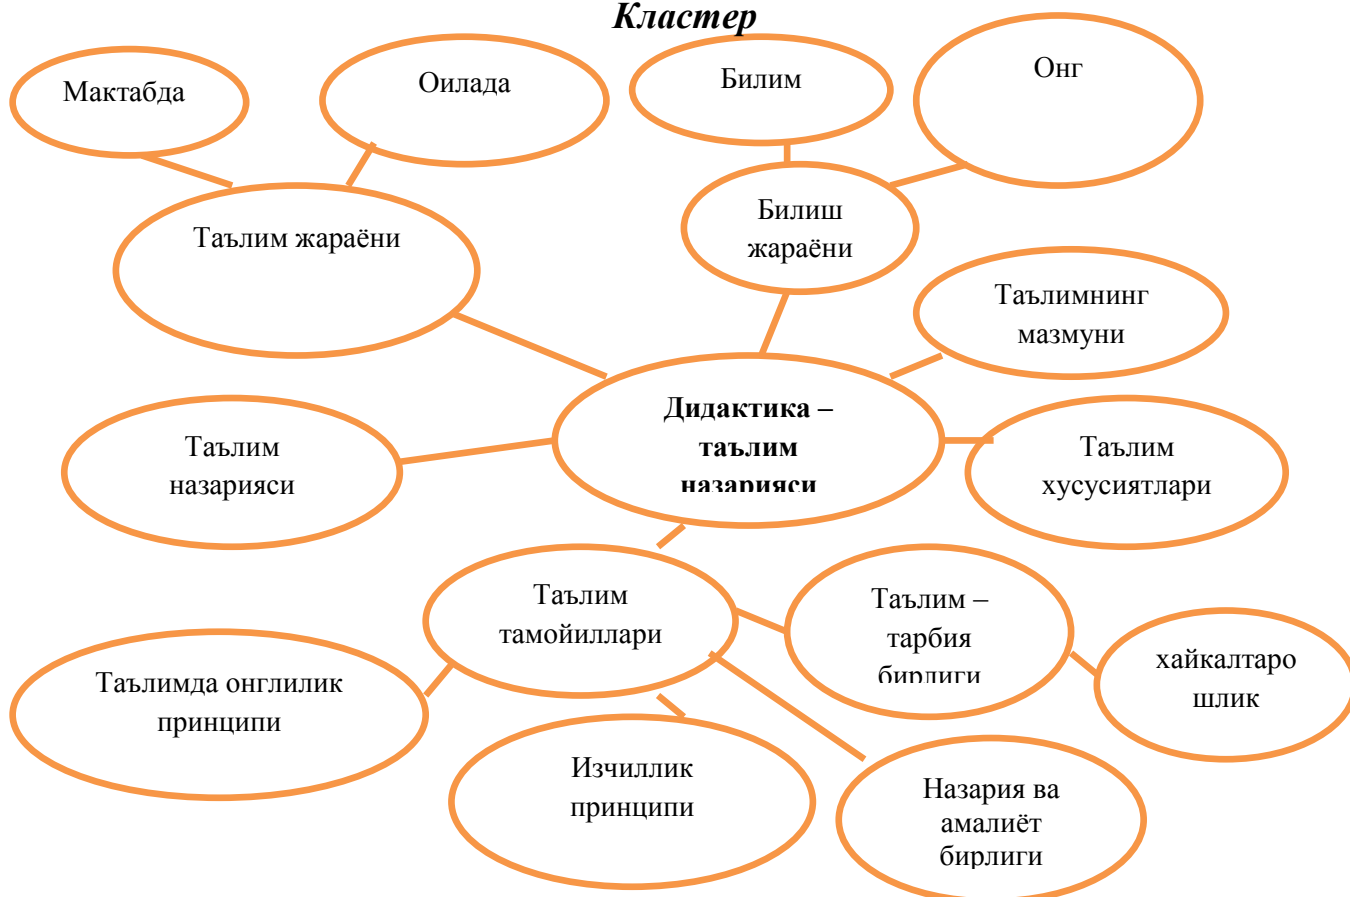 Кластер
Мактабда
Оилада
Билим
Онг
Таълим жараёни
Билиш
жараёни
Таълимнинг
мазмуни
Дидактика –
таълим
назарияси
Таълим
назарияси
Таълим
хусусиятлари
Таълим
тамойиллари
Таълим –
тарбия
бирлиги
хайкалтаро
шлик
Таълимда онглилик
принципи
Изчиллик
принципи
Назария ва
амалиёт
бирлиги